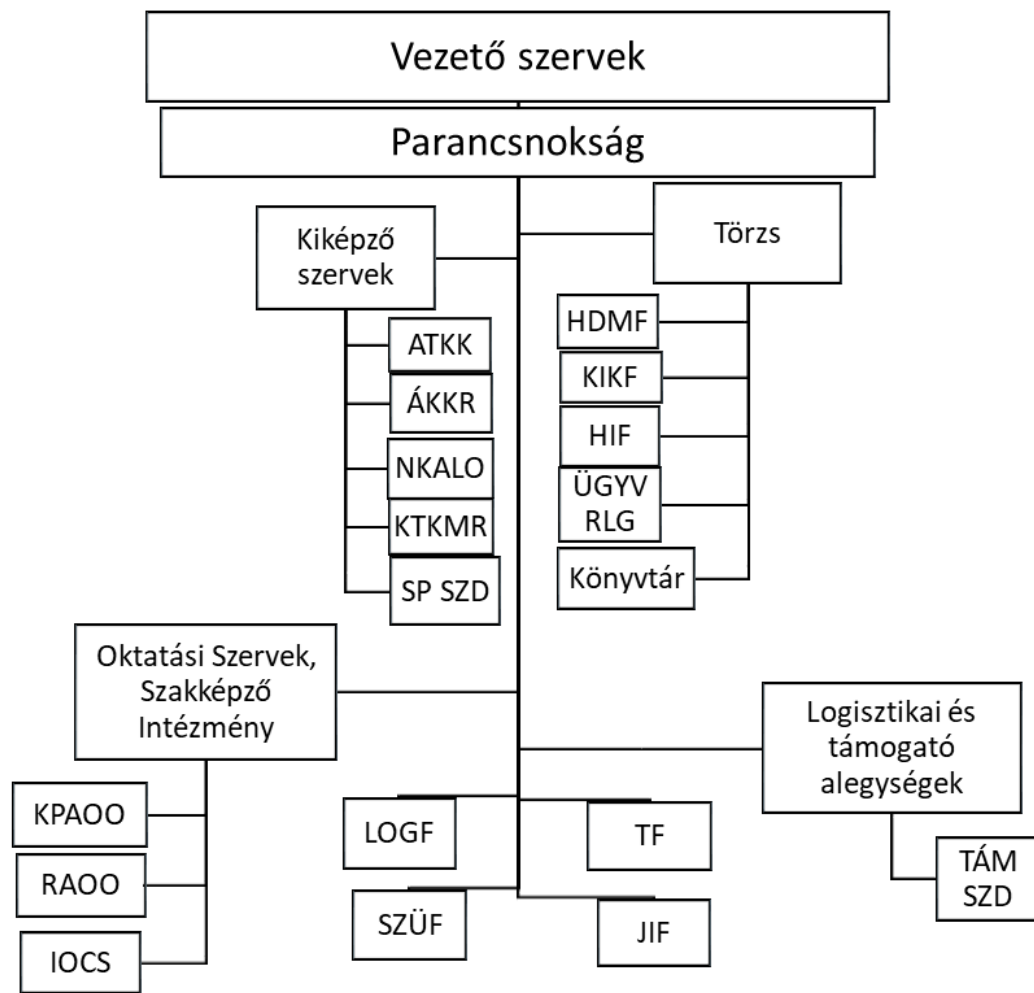 Vezető szervek
Parancsnokság
Kiképző
szervek
ATKK
ÁKKR
NKALO
KTKMR
SP SZD
Törzs
HDMF
KIKF
HIF
ÜGYV
RLG
Könyvtár
Oktatási Szervek,
Szakképző
Intézmény
KPAOO
RAOO
IOCS
LOGF
SZÜF
TF
JIF
Logisztikai és
támogató
alegységek
TÁM
SZD